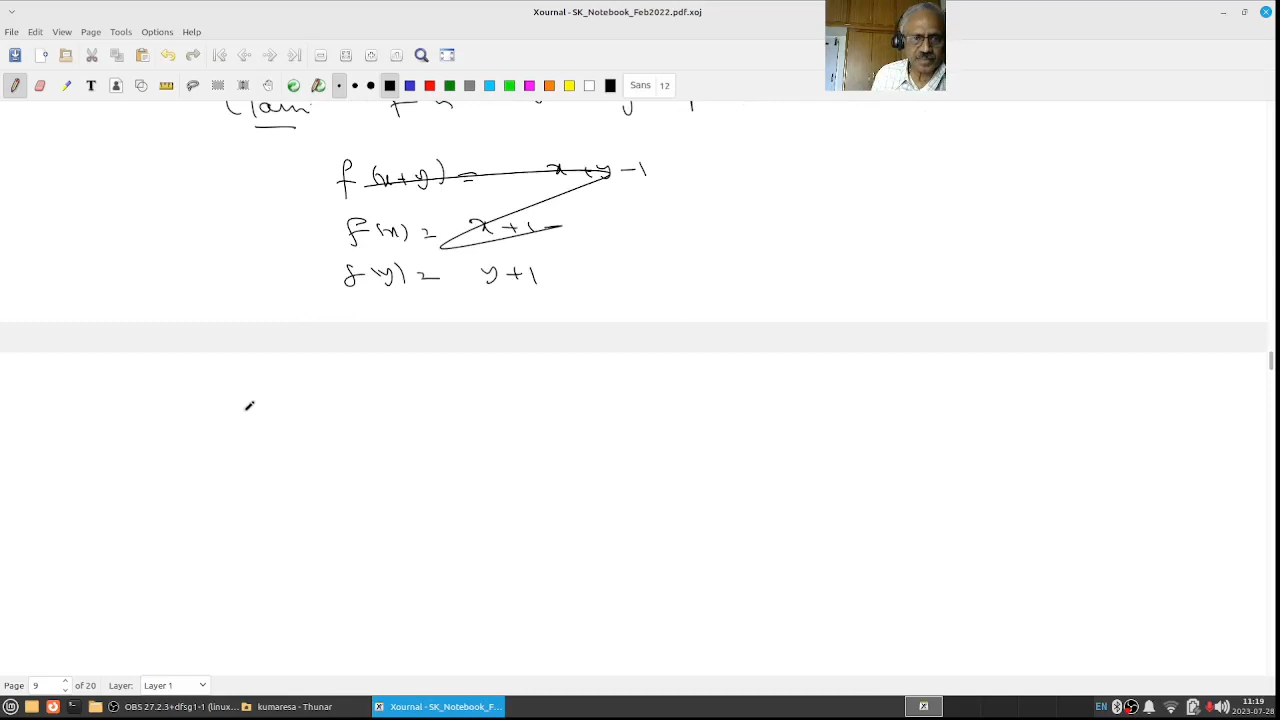 Xournal - SK_Notebook_Feb2022.pdf.xoj
File Edit View Page Tools Options Help
T Sans 12
Claim
f(x+y) = x+y-1
f(x) = x+1
f(y) = y+1
Page 9 of 20 Layer: Layer 1
OBS 27.2.3+dfsg1-1 (linux... kumaresa - Thunar Xournal - SK_Notebook_F... EN 11:19
2023-07-28